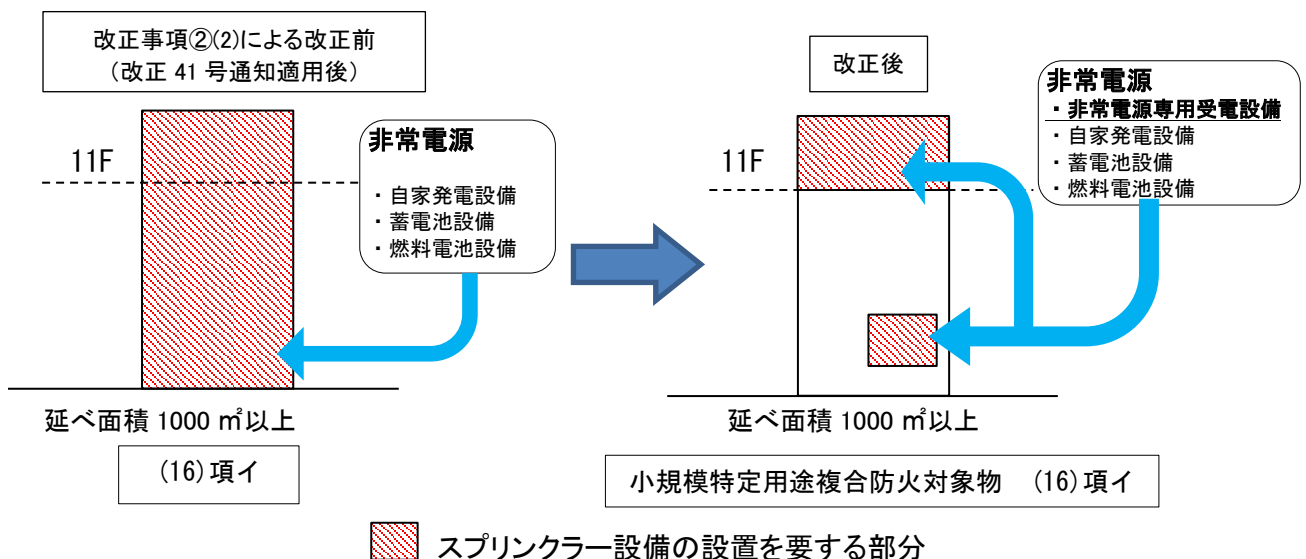 改正事項②(2)による改正前
（改正 41 号通知適用後）
11F
非常電源
・自家発電設備
・蓄電池設備
・燃料電池設備
延べ面積 1000 ㎡以上
(16)項イ
改正後
11F
非常電源
・非常電源専用受電設備
・自家発電設備
・蓄電池設備
・燃料電池設備
延べ面積 1000 ㎡以上
小規模特定用途複合防火対象物　(16)項イ
スプリンクラー設備の設置を要する部分